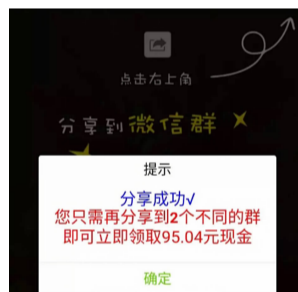 点击右上角
分享到微信群
提示
分享成功√
您只需再分享到2个不同的群
即可立即领取95.04元现金
确定